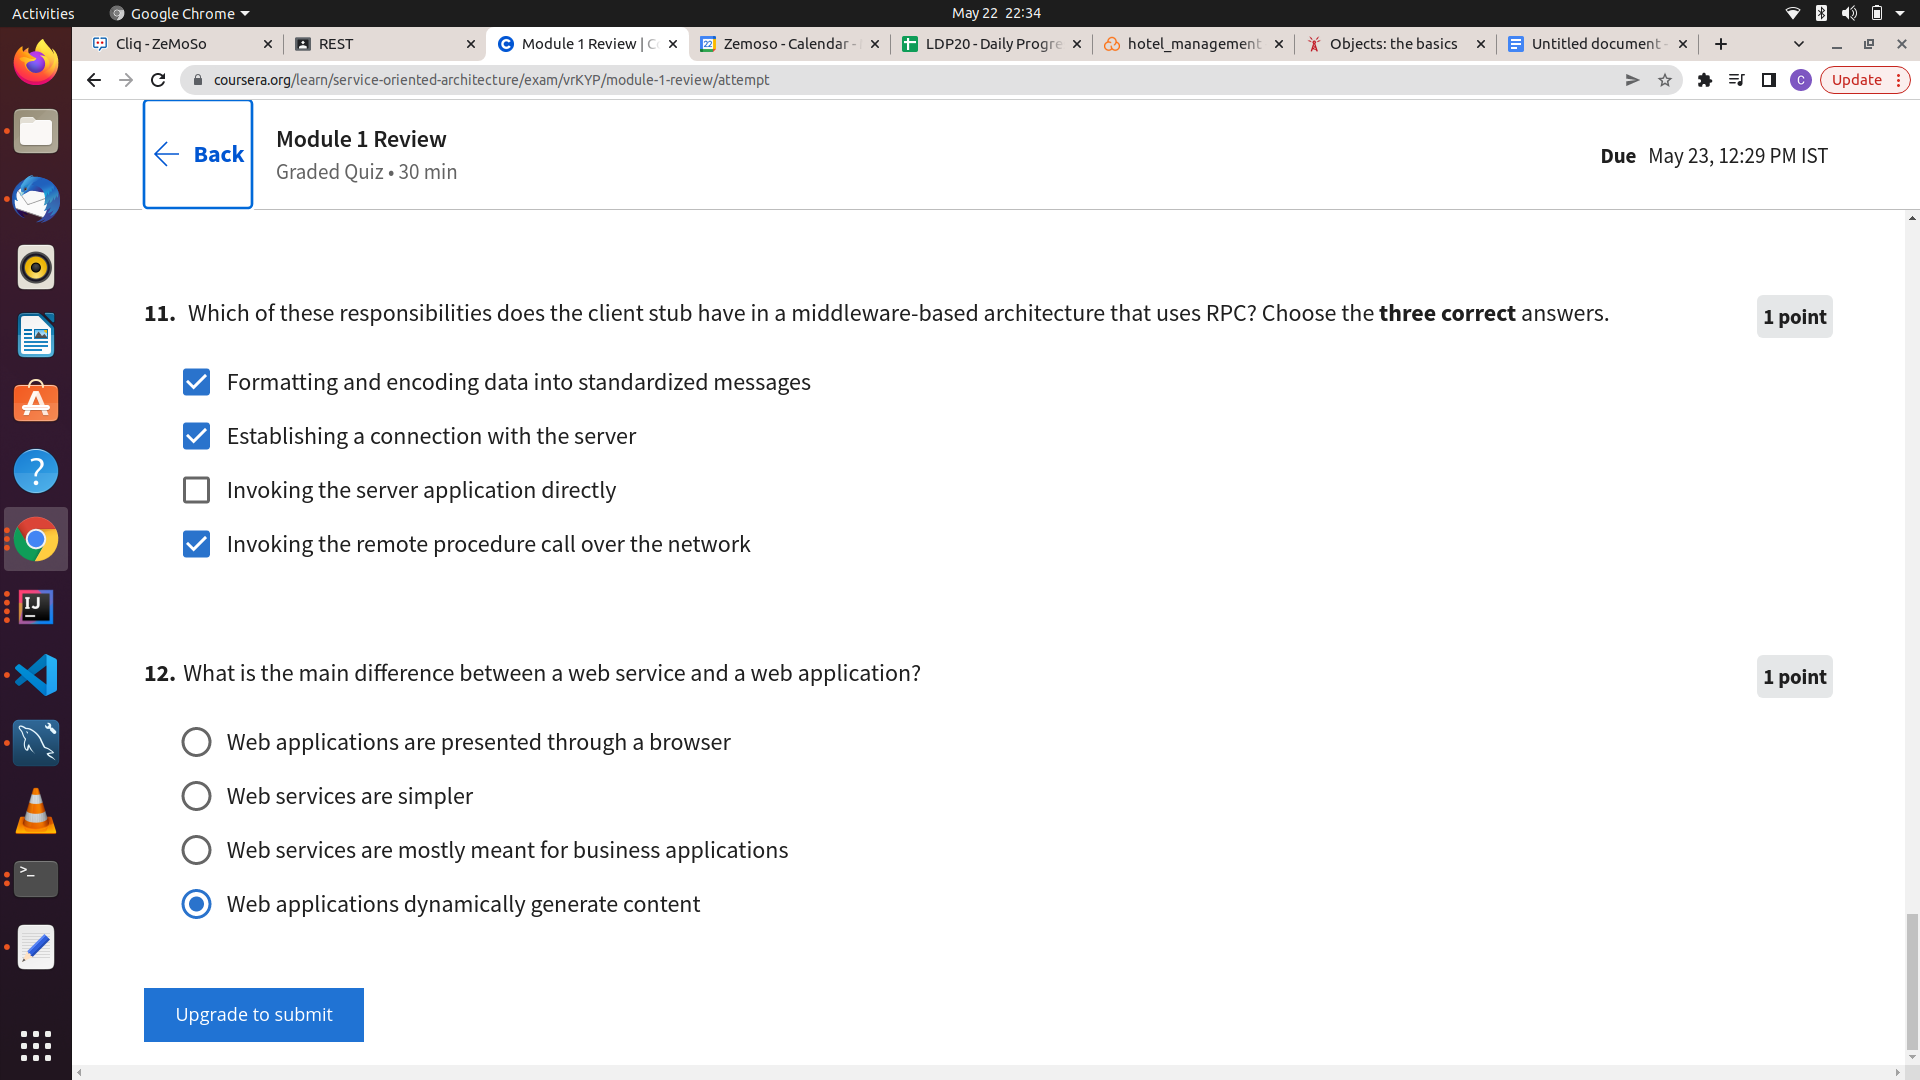 Activities Google Chrome May 22 22:34
Cliq - ZeMoSo REST Module 1 Review | C Zemoso - Calendar - LDP20 - Daily Progre hotel_management Objects: the basics Untitled document -
coursera.org/learn/service-oriented-architecture/exam/vrKYP/module-1-review/attempt C Update
Back
Module 1 Review
Graded Quiz • 30 min
Due May 23, 12:29 PM IST
11. Which of these responsibilities does the client stub have in a middleware-based architecture that uses RPC? Choose the three correct answers.
1 point
Formatting and encoding data into standardized messages
Establishing a connection with the server
Invoking the server application directly
Invoking the remote procedure call over the network
12. What is the main difference between a web service and a web application?
1 point
Web applications are presented through a browser
Web services are simpler
Web services are mostly meant for business applications
Web applications dynamically generate content
Upgrade to submit